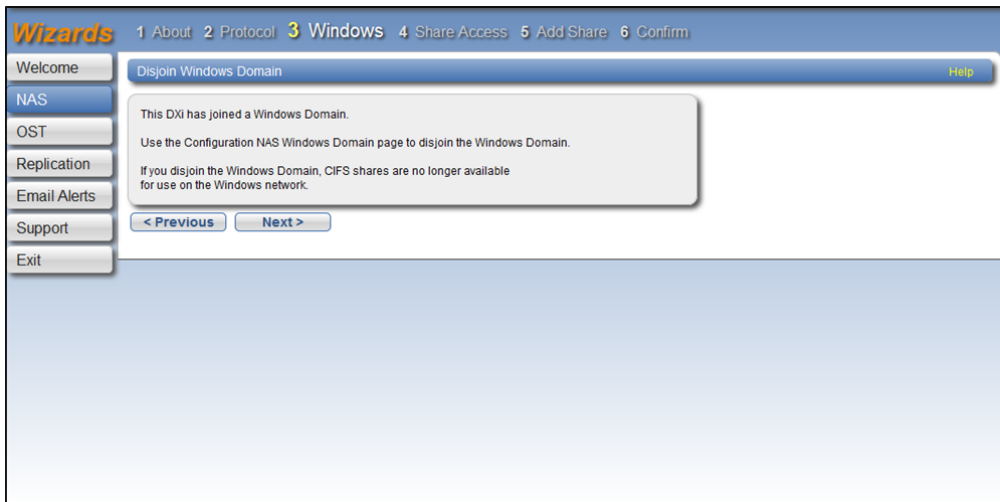 Wizards
1 About 2 Protocol 3 Windows 4 Share Access 5 Add Share 6 Confirm
Welcome
NAS
OST
Replication
Email Alerts
Support
Exit
Disjoin Windows Domain
Help
This DXi has joined a Windows Domain.
Use the Configuration NAS Windows Domain page to disjoin the Windows Domain.
If you disjoin the Windows Domain, CIFS shares are no longer available
for use on the Windows network.
< Previous
Next >